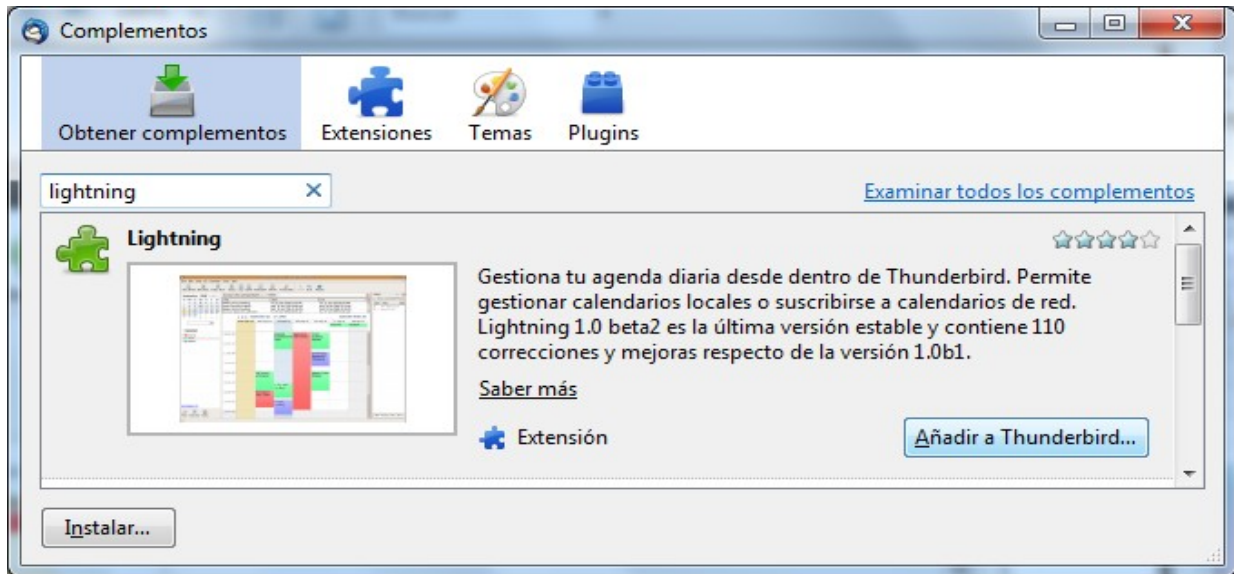 Complementos
Obtener complementos
Extensiones
Temas
Plugins
lightning
Examinar todos los complementos
Lightning
Gestiona tu agenda diaria desde dentro de Thunderbird. Permite
gestionar calendarios locales o suscribirse a calendarios de red.
Lightning 1.0 beta2 es la última versión estable y contiene 110
correcciones y mejoras respecto de la versión 1.0b1.
Saber más
Extensión
Añadir a Thunderbird...
Instalar...